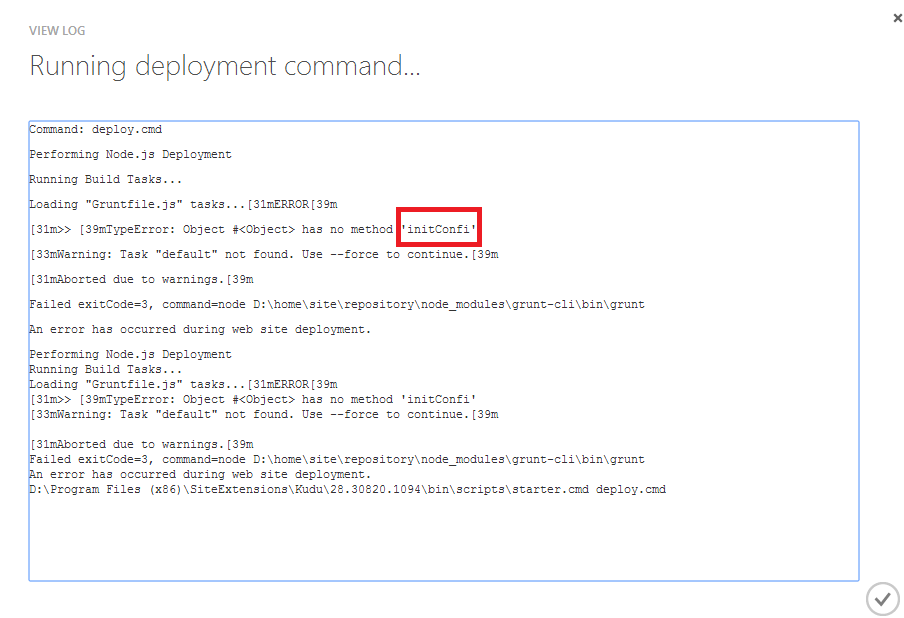 VIEW LOG
Running deployment command...
Command: deploy.cmd
Performing Node.js Deployment
Running Build Tasks...
Loading "Gruntfile.js" tasks...[31mERROR[39m
[31m>> [39mTypeError: Object #<Object> has no method 'initConfi'
[33mWarning: Task "default" not found. Use --force to continue.[39m
[31mAborted due to warnings.[39m
Failed exitCode=3, command=node D:\home\site\repository\node_modules\grunt-cli\bin\grunt
An error has occurred during web site deployment.
Performing Node.js Deployment
Running Build Tasks...
Loading "Gruntfile.js" tasks...[31mERROR[39m
[31m>> [39mTypeError: Object #<Object> has no method 'initConfi'
[33mWarning: Task "default" not found. Use --force to continue.[39m
[31mAborted due to warnings.[39m
Failed exitCode=3, command=node D:\home\site\repository\node_modules\grunt-cli\bin\grunt
An error has occurred during web site deployment.
D:\Program Files (x86)\SiteExtensions\Kudu\28.30820.1094\bin\scripts\starter.cmd deploy.cmd